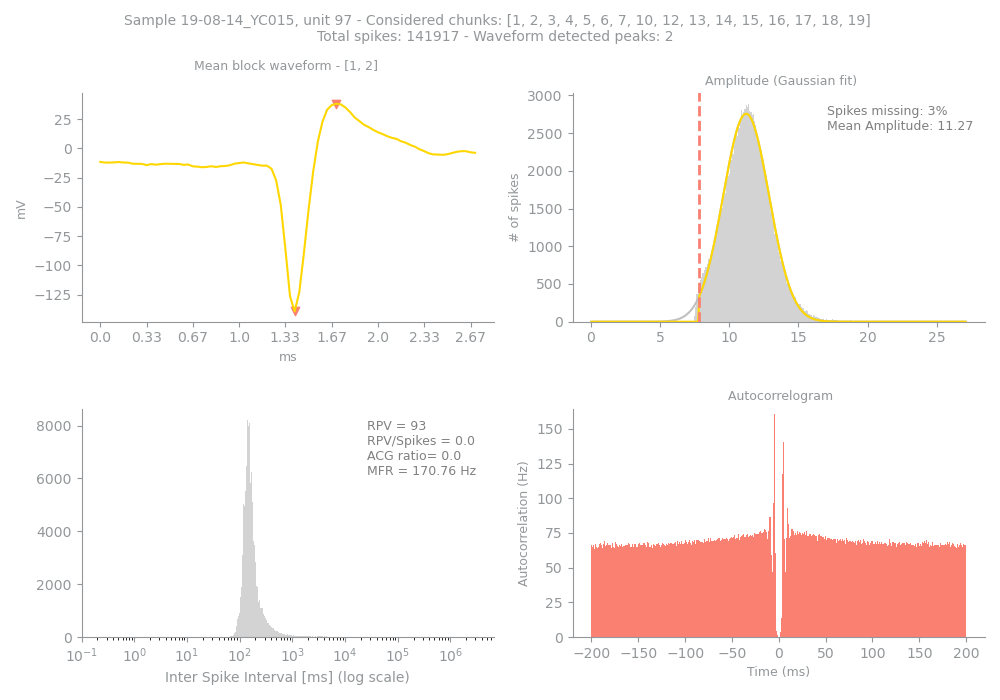 Sample 19-08-14_YC015, unit 97 - Considered chunks: [1, 2, 3, 4, 5, 6, 7, 10, 12, 13, 14, 15, 16, 17, 18, 19]
Total spikes: 141917 - Waveform detected peaks: 2
Mean block waveform - [1, 2]
25
0
−25
−50
−75
−100
−125
mV
0.0 0.33 0.67 1.0 1.33 1.67 2.0 2.33 2.67
ms
Amplitude (Gaussian fit)
Spikes missing: 3%
Mean Amplitude: 11.27
3000
2500
2000
1500
1000
500
0
# of spikes
0 5 10 15 20 25
RPV = 93
RPV/Spikes = 0.0
ACG ratio= 0.0
MFR = 170.76 Hz
8000
6000
4000
2000
0
10⁻¹ 10⁰ 10¹ 10² 10³ 10⁴ 10⁵ 10⁶
Inter Spike Interval [ms] (log scale)
Autocorrelogram
150
125
100
75
50
25
0
Autocorrelation (Hz)
−200 −150 −100 −50 0 50 100 150 200
Time (ms)